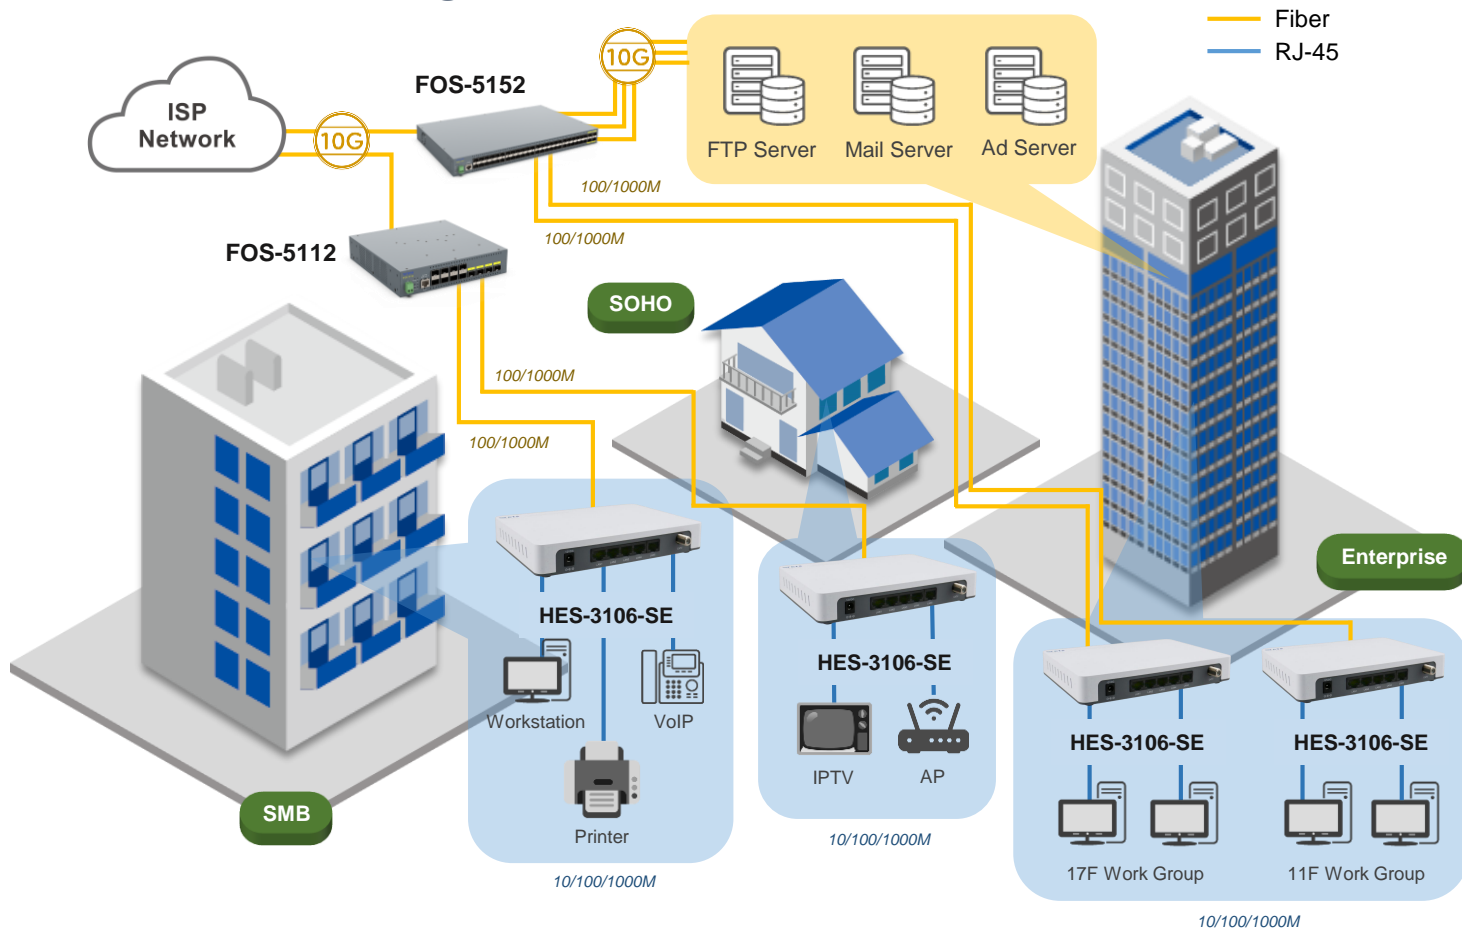 Fiber
RJ-45
10G
FOS-5152
ISP
Network
10G
FTP Server
Mail Server
Ad Server
100/1000M
100/1000M
FOS-5112
SOHO
100/1000M
100/1000M
Enterprise
HES-3106-SE
Workstation
VoIP
Printer
HES-3106-SE
IPTV
AP
HES-3106-SE
HES-3106-SE
SMB
10/100/1000M
17F Work Group
11F Work Group
10/100/1000M
10/100/1000M